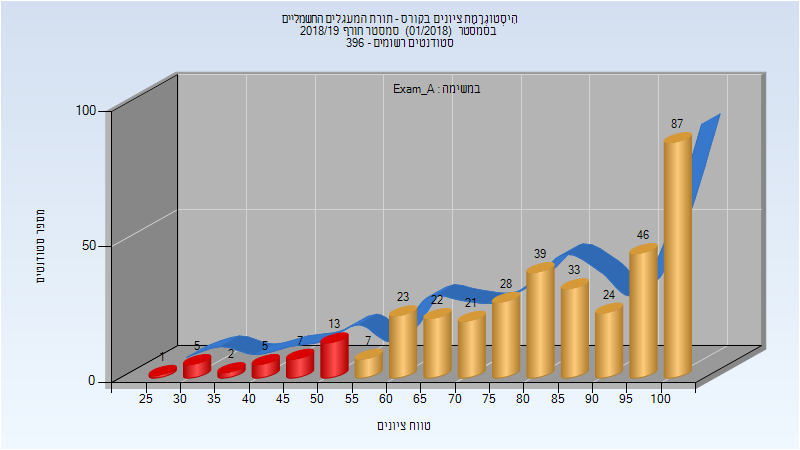 היסטוגרמת ציונים בקורס - תורת המעגלים החשמליים
בסמסטר (01/2018) סמסטר חורף 2018/19
סטודנטים רשומים - 396
במשימה : Exam_A
מספר סטודנטים
100
50
0
1
5
2
5
7
13
7
23
22
21
28
39
33
24
46
87
25 30 35 40 45 50 55 60 65 70 75 80 85 90 95 100
טווח ציונים